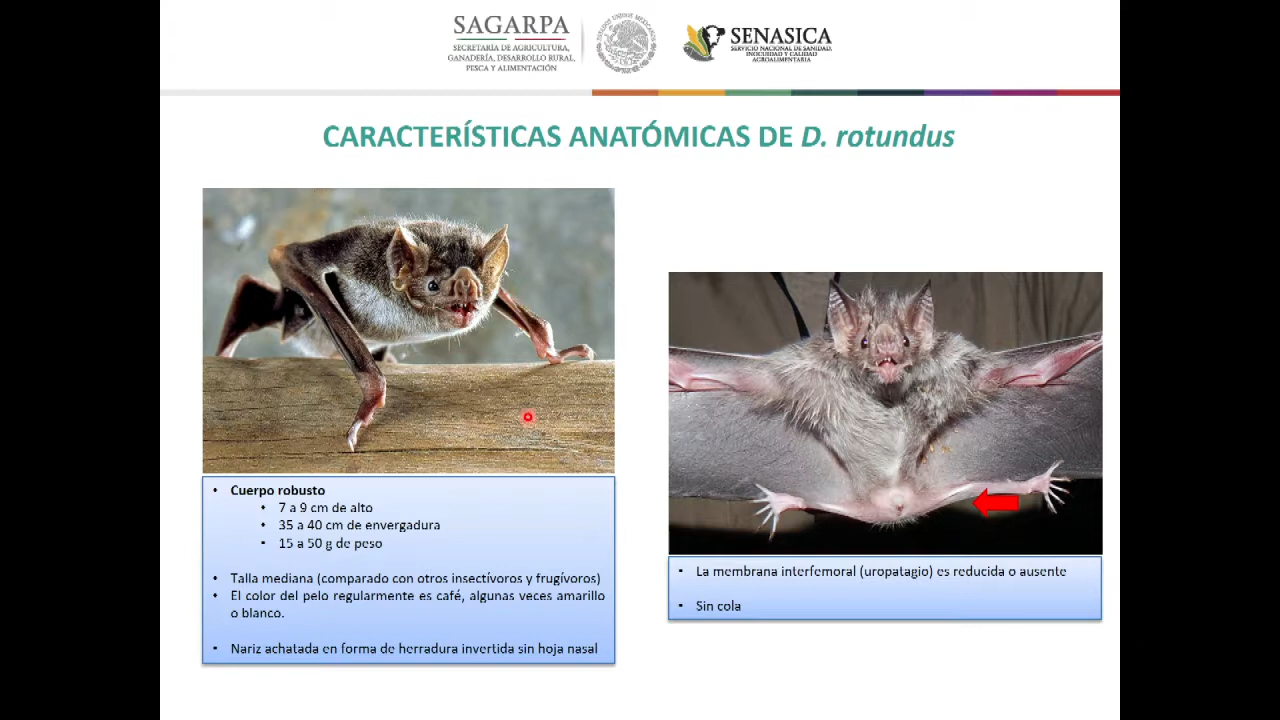 SAGARPA
SECRETARÍA DE AGRICULTURA,
GANADERÍA, DESARROLLO RURAL,
PESCA Y ALIMENTACIÓN
SENASICA
SERVICIO NACIONAL DE SANIDAD,
INOCUIDAD Y CALIDAD
AGROALIMENTARIA
CARACTERÍSTICAS ANATÓMICAS DE D. rotundus
• Cuerpo robusto
• 7 a 9 cm de alto
• 35 a 40 cm de envergadura
• 15 a 50 g de peso
• Talla mediana (comparado con otros insectívoros y frugívoros)
• El color del pelo regularmente es café, algunas veces amarillo
o blanco.
• Nariz achatada en forma de herradura invertida sin hoja nasal
• La membrana interfemoral (uropatagio) es reducida o ausente
• Sin cola